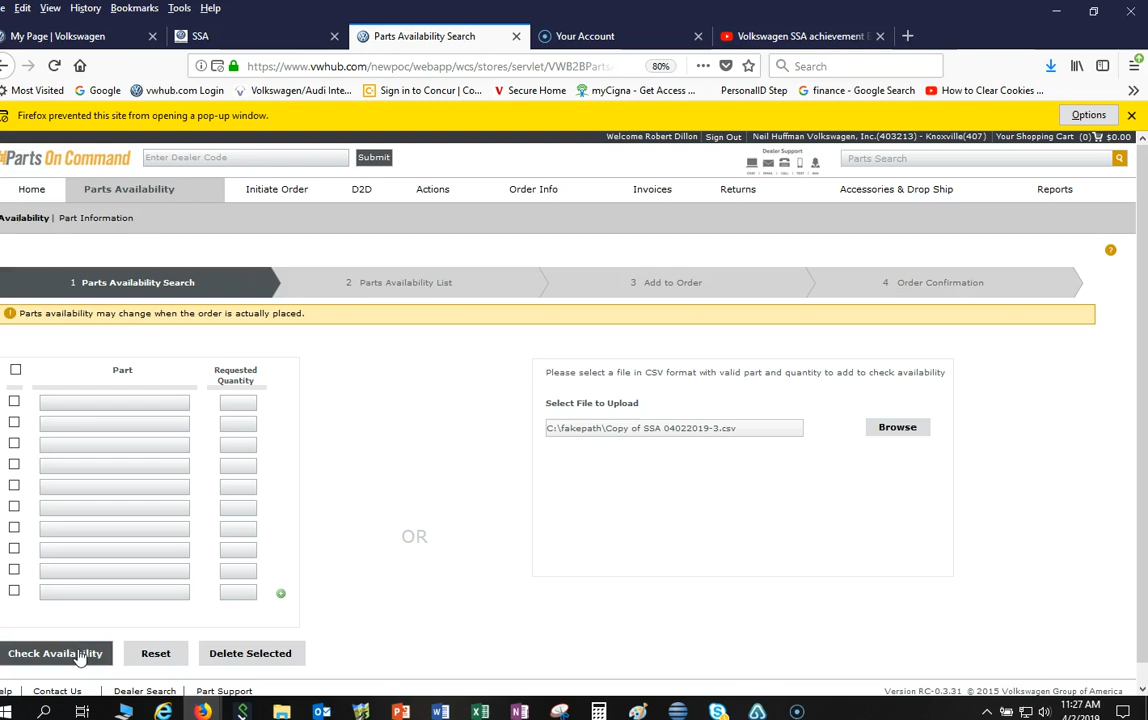 Edit View History Bookmarks Tools Help
My Page | Volkswagen
SSA
Parts Availability Search
Your Account
Volkswagen SSA achievement
https://www.vwhub.com/newpoc/webapp/wcs/stores/servlet/VWB2BParts
80%
Search
Most Visited
Google
vwhub.com Login
Volkswagen/Audi Inte...
Sign in to Concur | Co...
Secure Home
myCigna - Get Access ...
PersonalID Step
finance - Google Search
How to Clear Cookies ...
Firefox prevented this site from opening a pop-up window.
Options
Welcome Robert Dillon
Sign Out
Neil Huffman Volkswagen, Inc.(403213) - Knoxville(407)
Your Shopping Cart (0) $0.00
Parts On Command
Enter Dealer Code
Submit
Dealer Support
Parts Search
Home
Parts Availability
Initiate Order
D2D
Actions
Order Info
Invoices
Returns
Accessories & Drop Ship
Reports
Availability | Part Information
1 Parts Availability Search
2 Parts Availability List
3 Add to Order
4 Order Confirmation
Parts availability may change when the order is actually placed.
Part
Requested Quantity
Please select a file in CSV format with valid part and quantity to add to check availability
Select File to Upload
C:\fakepath\Copy of SSA 04022019-3.csv
Browse
OR
Check Availability
Reset
Delete Selected
Contact Us
Dealer Search
Part Support
Version RC-0.3.31 © 2015 Volkswagen Group of America
11:27 AM